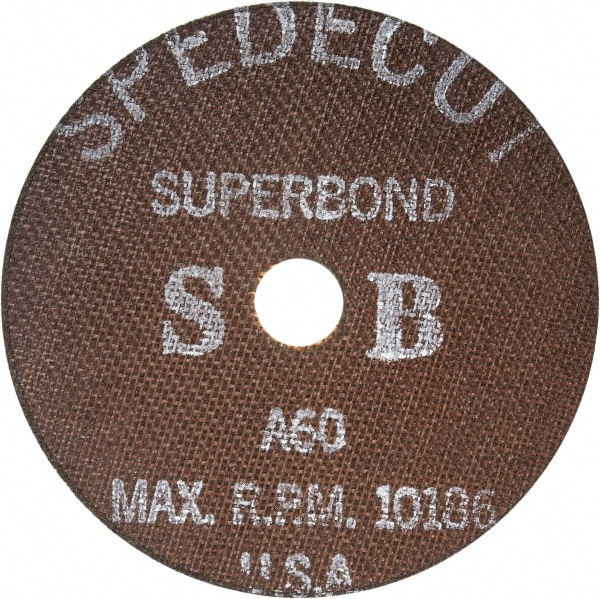 SPEDECUT
SUPERBOND
S B
A60
MAX. R.P.M. 10186
U.S.A